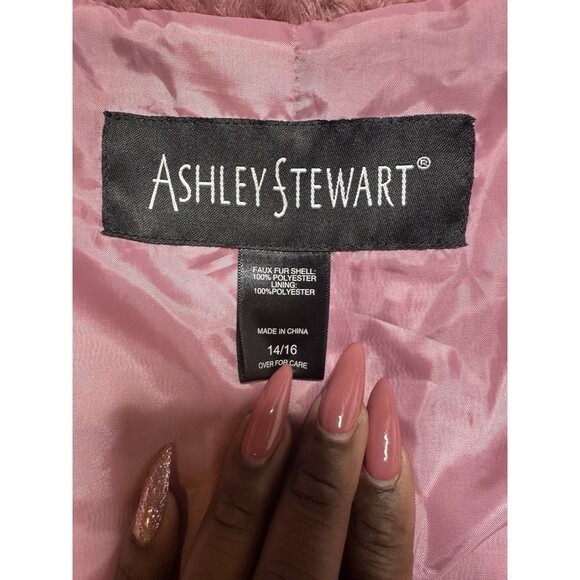 ASHLEY STEWART®
FAUX FUR SHELL:
100% POLYESTER
LINING:
100%POLYESTER
MADE IN CHINA
14/16
OVER FOR CARE